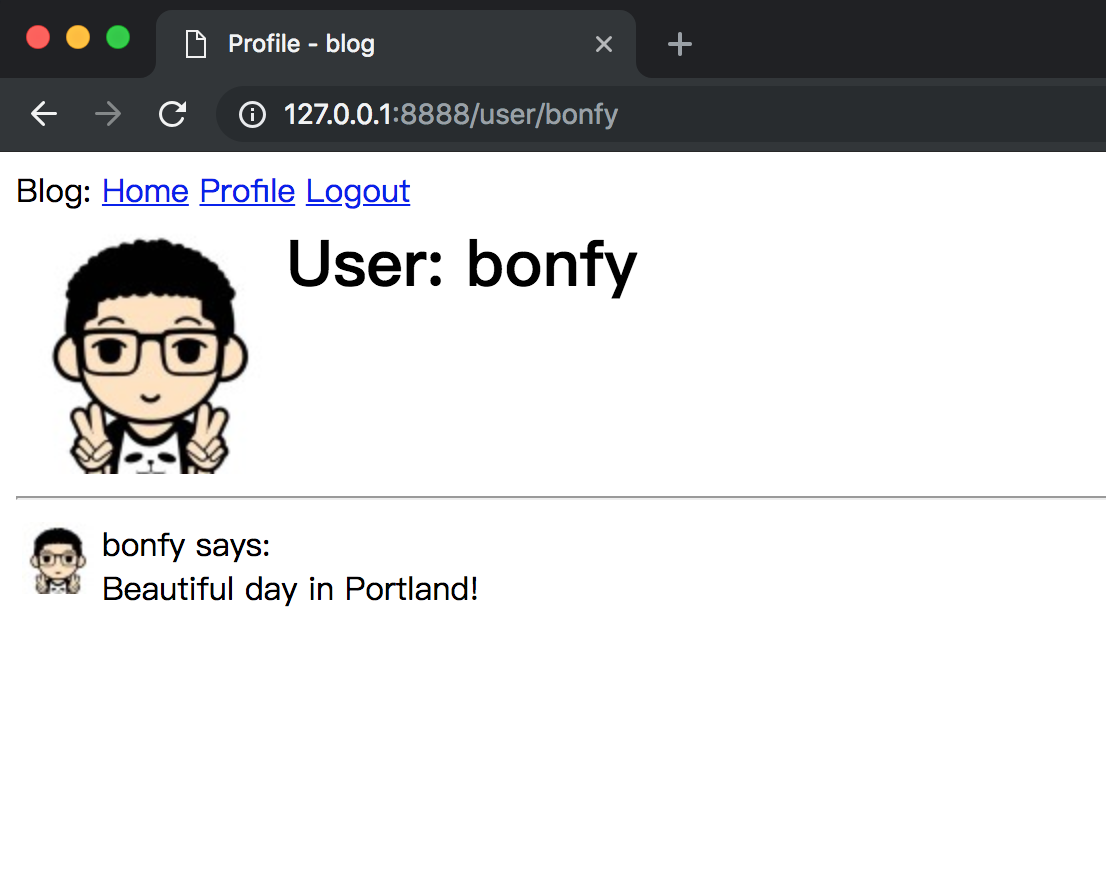 Profile - blog
127.0.0.1:8888/user/bonfy
Blog: Home Profile Logout
User: bonfy
bonfy says:
Beautiful day in Portland!